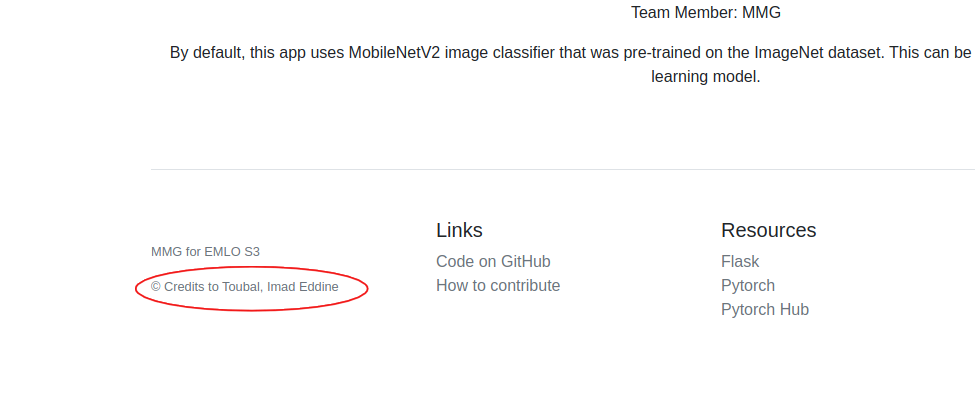 Team Member: MMG
By default, this app uses MobileNetV2 image classifier that was pre-trained on the ImageNet dataset. This can be
learning model.
MMG for EMLO S3
© Credits to Toubal, Imad Eddine
Links
Code on GitHub
How to contribute
Resources
Flask
Pytorch
Pytorch Hub